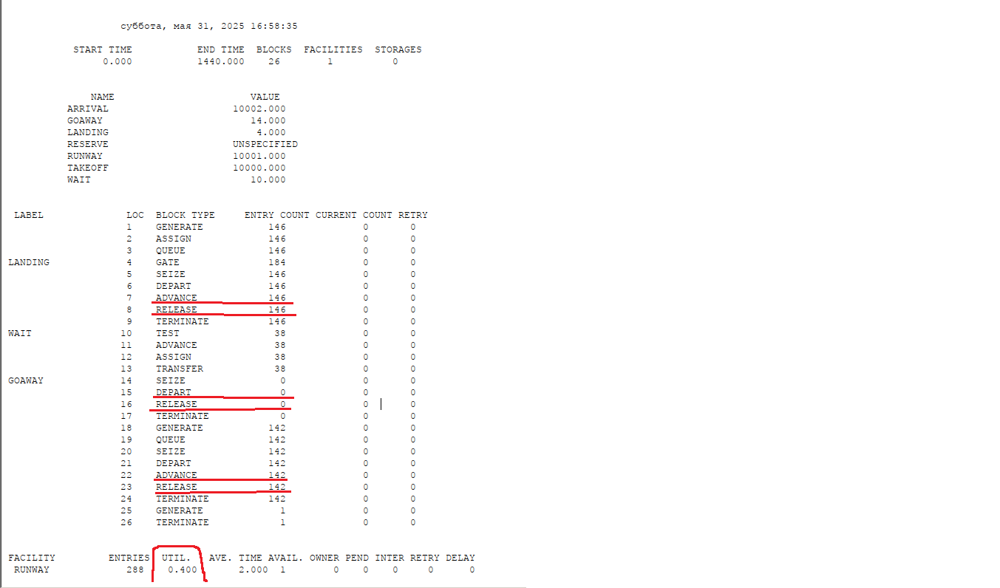 суббота, мая 31, 2025 16:58:35
START TIME END TIME BLOCKS FACILITIES STORAGES
0.000 1440.000 26 1 0
NAME VALUE
ARRIVAL 10002.000
GOAWAY 14.000
LANDING 4.000
RESERVE UNSPECIFIED
RUNWAY 10001.000
TAKEOFF 10000.000
WAIT 10.000
LABEL LOC BLOCK TYPE ENTRY COUNT CURRENT COUNT RETRY
1 GENERATE 146 0 0
2 ASSIGN 146 0 0
3 QUEUE 146 0 0
LANDING 4 GATE 184 0 0
5 SEIZE 146 0 0
6 DEPART 146 0 0
7 ADVANCE 146 0 0
8 RELEASE 146 0 0
9 TERMINATE 146 0 0
WAIT 10 TEST 38 0 0
11 ADVANCE 38 0 0
12 ASSIGN 38 0 0
13 TRANSFER 38 0 0
GOAWAY 14 SEIZE 0 0 0
15 DEPART 0 0 0
16 RELEASE 0 0 0
17 TERMINATE 0 0 0
18 GENERATE 142 0 0
19 QUEUE 142 0 0
20 SEIZE 142 0 0
21 DEPART 142 0 0
22 ADVANCE 142 0 0
23 RELEASE 142 0 0
24 TERMINATE 142 0 0
25 GENERATE 1 0 0
26 TERMINATE 1 0 0
FACILITY ENTRIES UTIL. AVE. TIME AVAIL. OWNER PEND INTER RETRY DELAY
RUNWAY 288 0.400 2.000 1 0 0 0 0 0